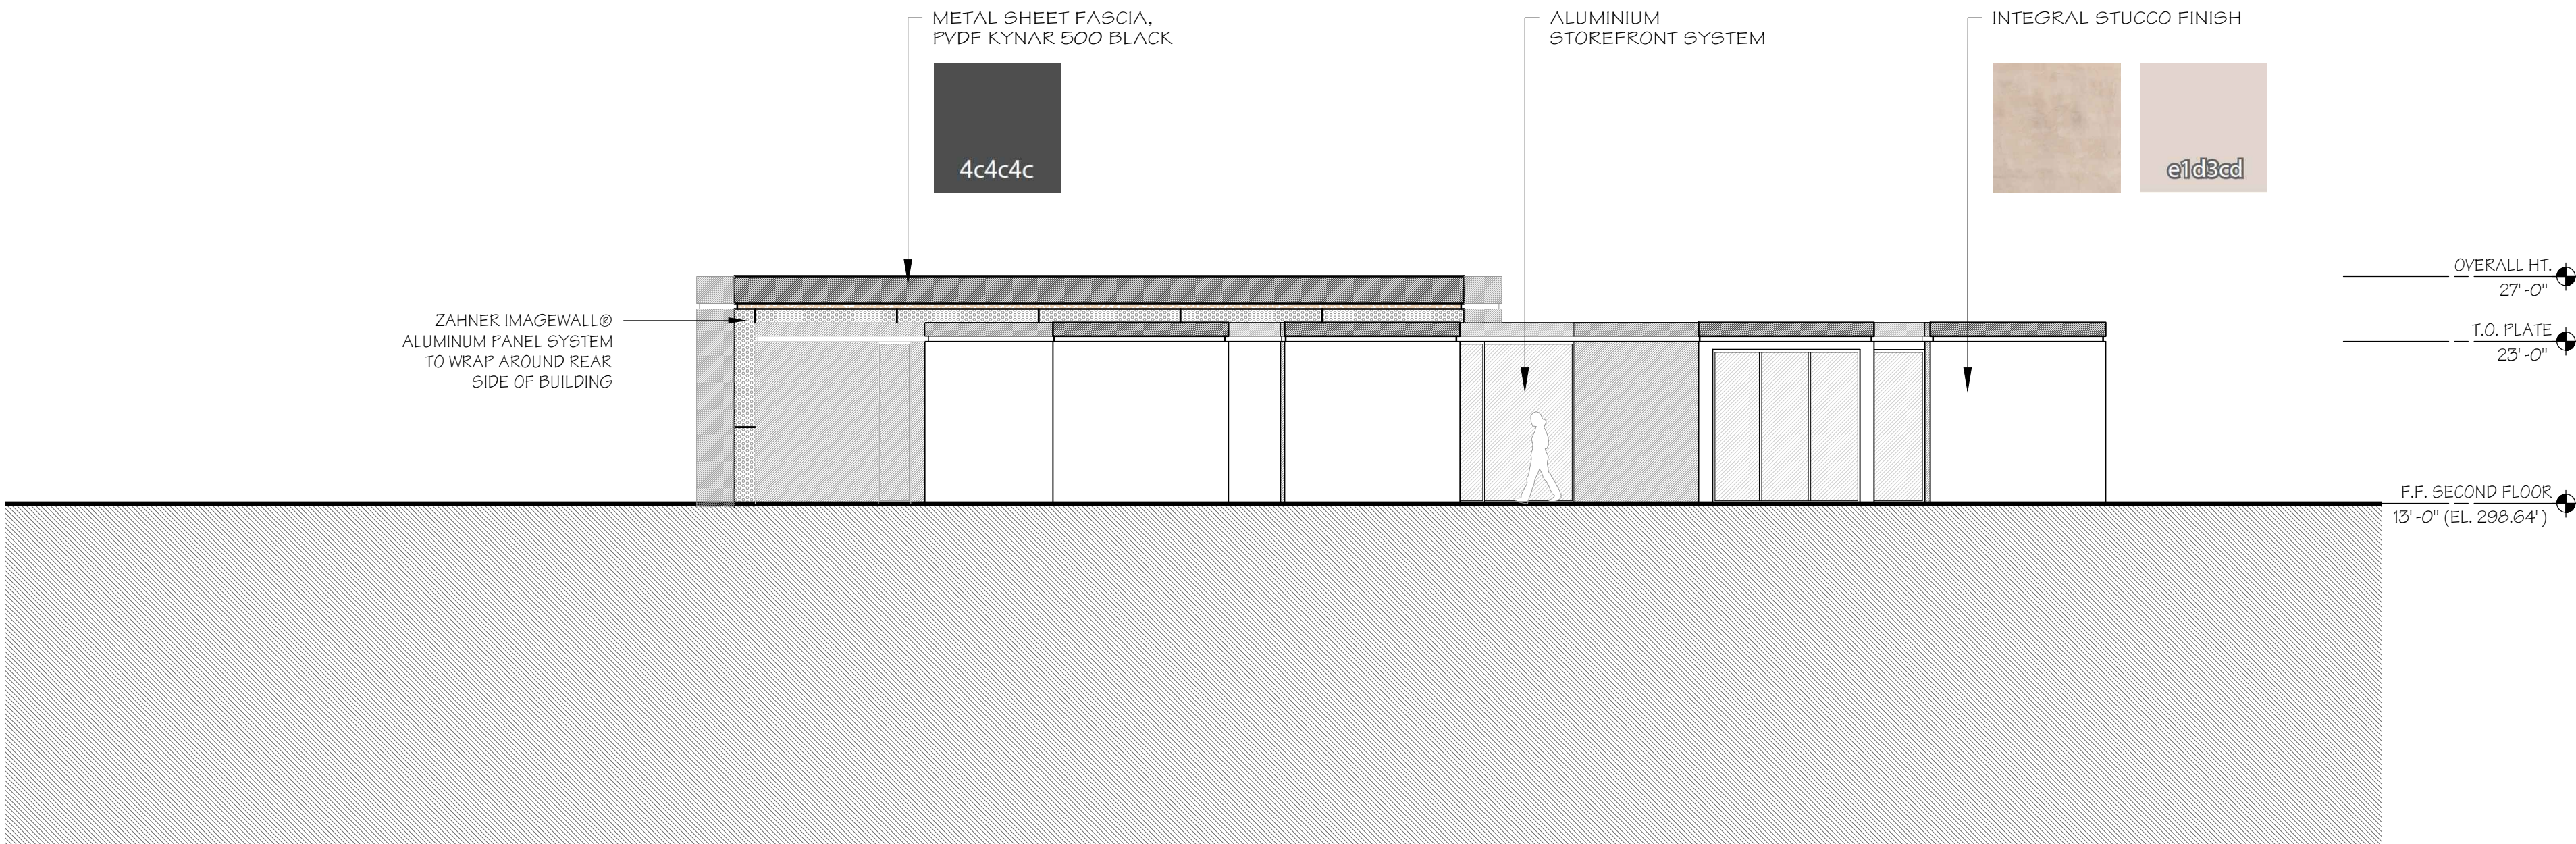 METAL SHEET FASCIA,
PVDF KYNAR 500 BLACK
4c4c4c
ALUMINIUM
STOREFRONT SYSTEM
INTEGRAL STUCCO FINISH
e1d3cd
ZAHNER IMAGEWALL®
ALUMINUM PANEL SYSTEM
TO WRAP AROUND REAR
SIDE OF BUILDING
OVERALL HT.
27'-0"
T.O. PLATE
23'-0"
F.F. SECOND FLOOR
13'-0" (EL. 298.64')